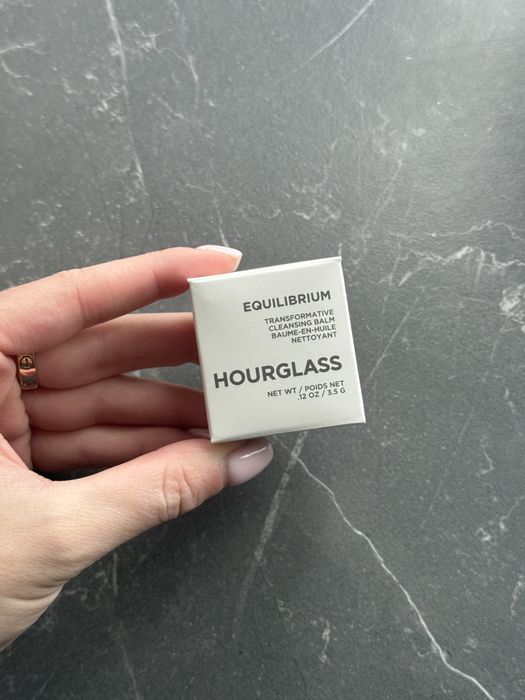 EQUILIBRIUM
TRANSFORMATIVE
CLEANSING BALM
BAUME-EN-HUILE
NETTOYANT
HOURGLASS
NET WT / POIDS NET
.12 OZ / 3.5 G